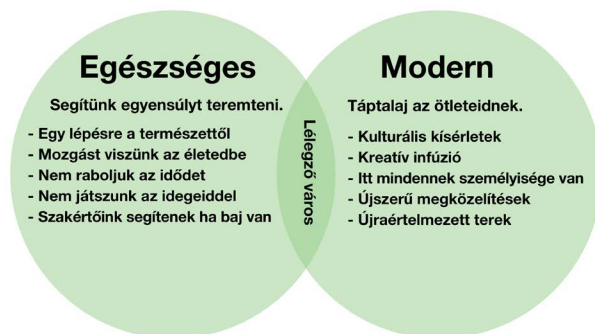 Egészséges
Segítünk egyensúlyt teremteni.
- Egy lépésre a természettől
- Mozgást viszünk az életedbe
- Nem raboljuk az idődet
- Nem játszunk az idegeiddel
- Szakértőink segítenek ha baj van
Lélegző város
Modern
Táptalaj az ötleteidnek.
- Kulturális kísérletek
- Kreatív infúzió
- Itt mindennek személyisége van
- Újszerű megközelítések
- Újraértelmezett terek